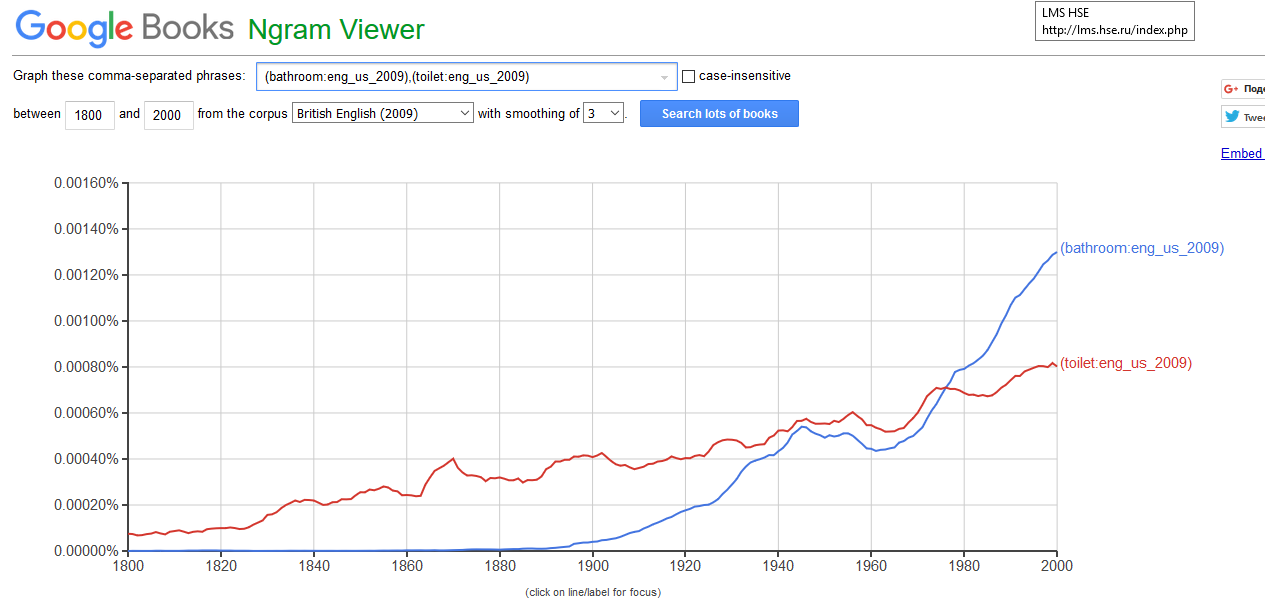 Google Books Ngram Viewer
LMS HSE
http://lms.hse.ru/index.php
Graph these comma-separated phrases: (bathroom:eng_us_2009),(toilet:eng_us_2009) case-insensitive
between 1800 and 2000 from the corpus British English (2009) with smoothing of 3 . Search lots of books
G+ Поде
Twee
Embed
0.00160%
0.00140%
0.00120%
0.00100%
0.00080%
0.00060%
0.00040%
0.00020%
0.00000%
(bathroom:eng_us_2009)
(toilet:eng_us_2009)
1800 1820 1840 1860 1880 1900 1920 1940 1960 1980 2000
(click on line/label for focus)